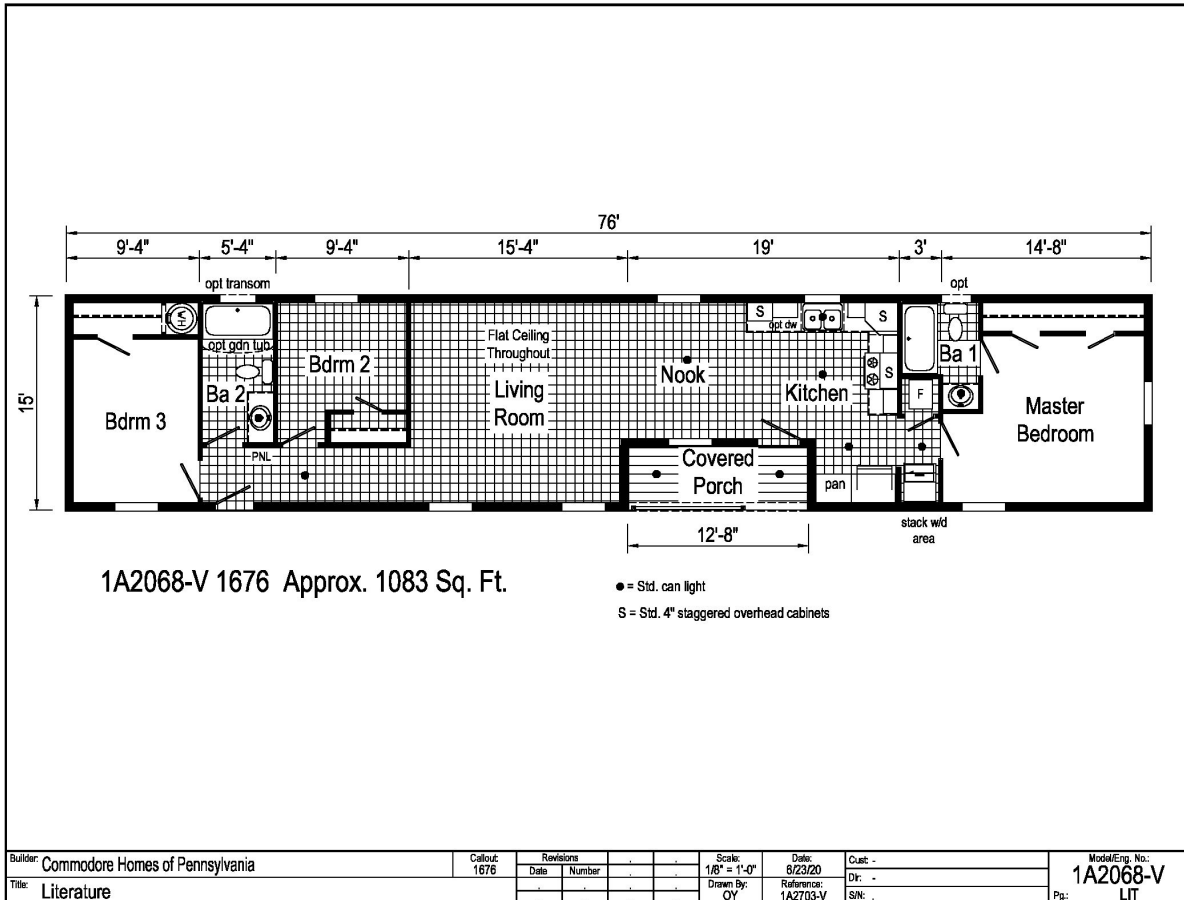 76'
9'-4" 5'-4" 9'-4" 15'-4" 19' 3' 14'-8"
opt transom
opt
15'
WH
opt gdn tub
Ba 2
Bdrm 3
Bdrm 2
PNL
Flat Ceiling
Throughout
Living
Room
Nook
S
opt dw
S
S
Kitchen
F
Ba 1
Master
Bedroom
Covered
Porch
pan
stack w/d
area
12'-8"
1A2068-V 1676 Approx. 1083 Sq. Ft.
● = Std. can light
S = Std. 4" staggered overhead cabinets
Builder: Commodore Homes of Pennsylvania
Title: Literature
Callout:
1676
Revisions
Date Number
Scale:
1/8" = 1'-0"
Drawn By:
OY
Date:
6/23/20
Reference:
1A2703-V
Cust: -
Dir: -
S/N: .
Model/Eng. No.:
1A2068-V
Pg.: LIT